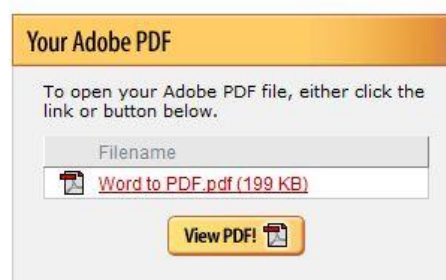 Your Adobe PDF
To open your Adobe PDF file, either click the
link or button below.
Filename
Word to PDF.pdf (199 KB)
View PDF!